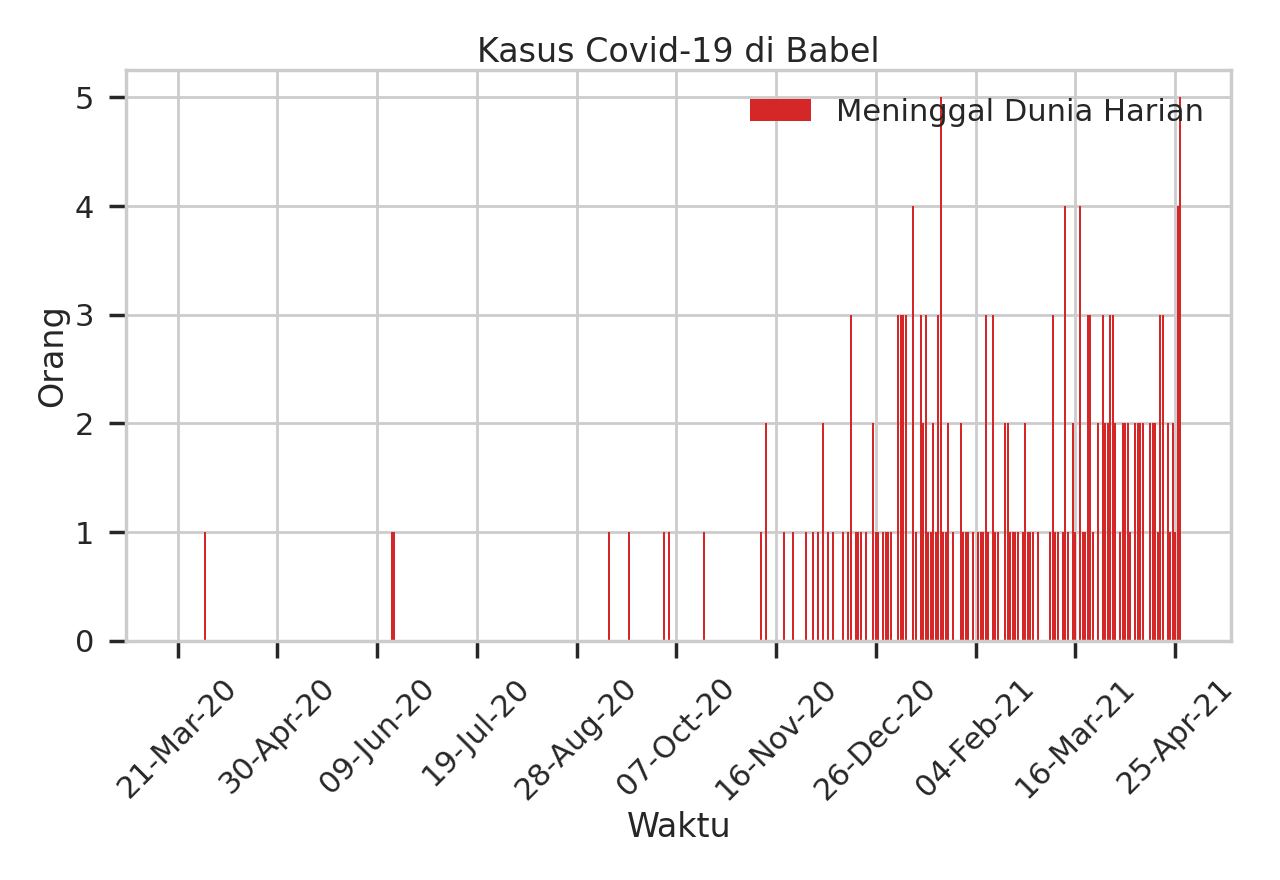 Kasus Covid-19 di Babel
Meninggal Dunia Harian
Orang
5
4
3
2
1
0
21-Mar-20
30-Apr-20
09-Jun-20
19-Jul-20
28-Aug-20
07-Oct-20
16-Nov-20
26-Dec-20
04-Feb-21
16-Mar-21
25-Apr-21
Waktu